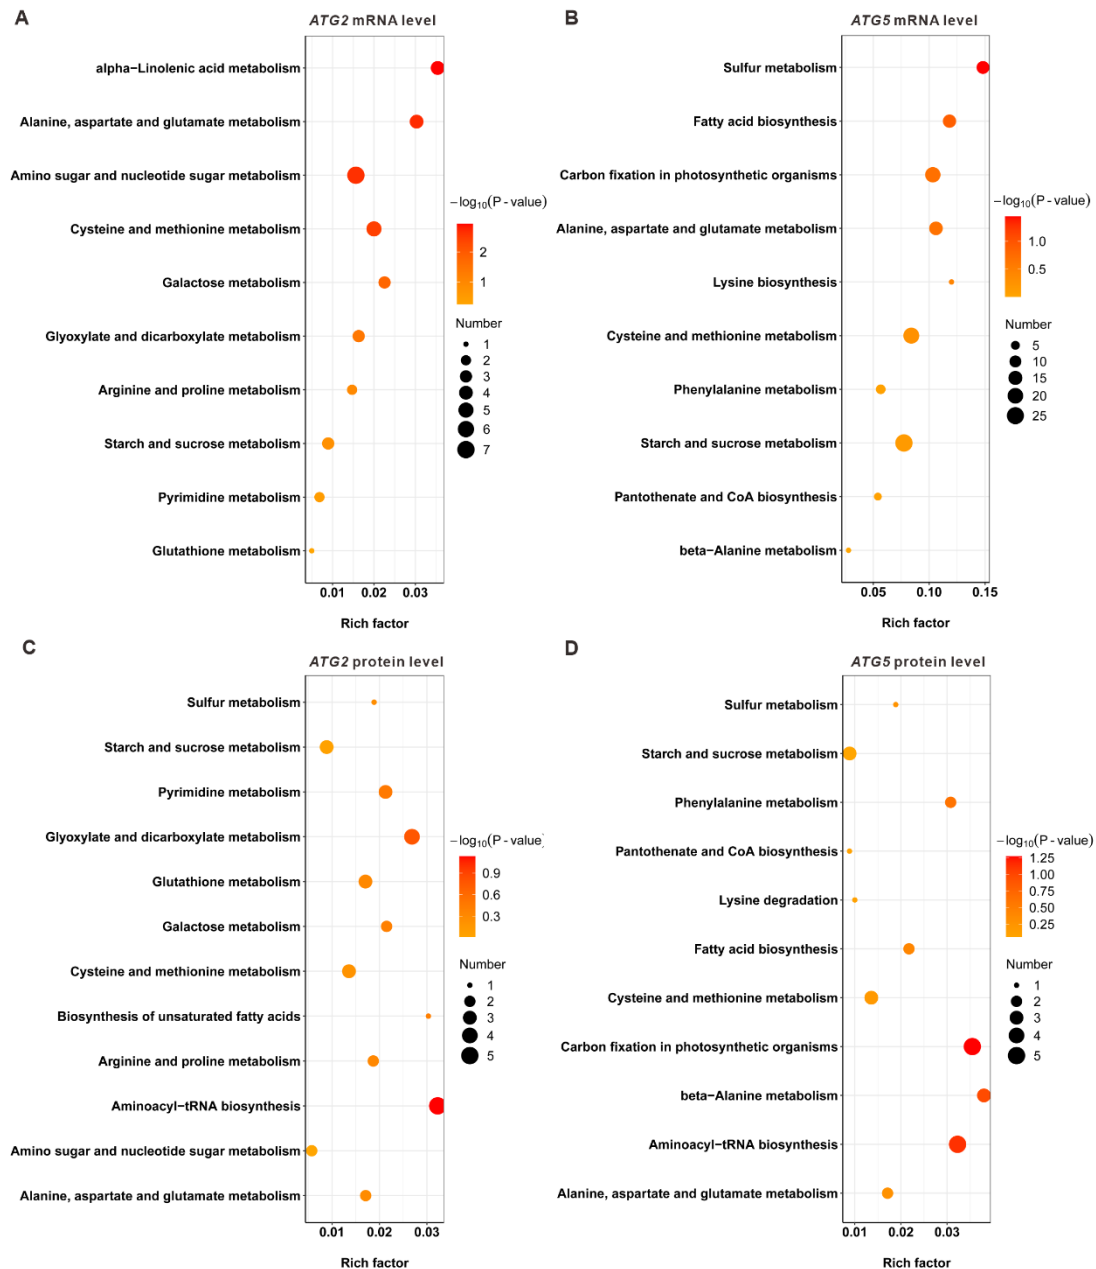 A
ATG2 mRNA level
alpha−Linolenic acid metabolism
Alanine, aspartate and glutamate metabolism
Amino sugar and nucleotide sugar metabolism
Cysteine and methionine metabolism
Galactose metabolism
Glyoxylate and dicarboxylate metabolism
Arginine and proline metabolism
Starch and sucrose metabolism
Pyrimidine metabolism
Glutathione metabolism
0.01 0.02 0.03
Rich factor
−log10(P - value)
2
1
Number
1
2
3
4
5
6
7
B
ATG5 mRNA level
Sulfur metabolism
Fatty acid biosynthesis
Carbon fixation in photosynthetic organisms
Alanine, aspartate and glutamate metabolism
Lysine biosynthesis
Cysteine and methionine metabolism
Phenylalanine metabolism
Starch and sucrose metabolism
Pantothenate and CoA biosynthesis
beta−Alanine metabolism
0.05 0.10 0.15
Rich factor
−log10(P - value)
1.0
0.5
Number
5
10
15
20
25
C
ATG2 protein level
Sulfur metabolism
Starch and sucrose metabolism
Pyrimidine metabolism
Glyoxylate and dicarboxylate metabolism
Glutathione metabolism
Galactose metabolism
Cysteine and methionine metabolism
Biosynthesis of unsaturated fatty acids
Arginine and proline metabolism
Aminoacyl−tRNA biosynthesis
Amino sugar and nucleotide sugar metabolism
Alanine, aspartate and glutamate metabolism
0.01 0.02 0.03
Rich factor
−log10(P - value)
0.9
0.6
0.3
Number
1
2
3
4
5
D
ATG5 protein level
Sulfur metabolism
Starch and sucrose metabolism
Phenylalanine metabolism
Pantothenate and CoA biosynthesis
Lysine degradation
Fatty acid biosynthesis
Cysteine and methionine metabolism
Carbon fixation in photosynthetic organisms
beta−Alanine metabolism
Aminoacyl−tRNA biosynthesis
Alanine, aspartate and glutamate metabolism
0.01 0.02 0.03
Rich factor
−log10(P - value)
1.25
1.00
0.75
0.50
0.25
Number
1
2
3
4
5